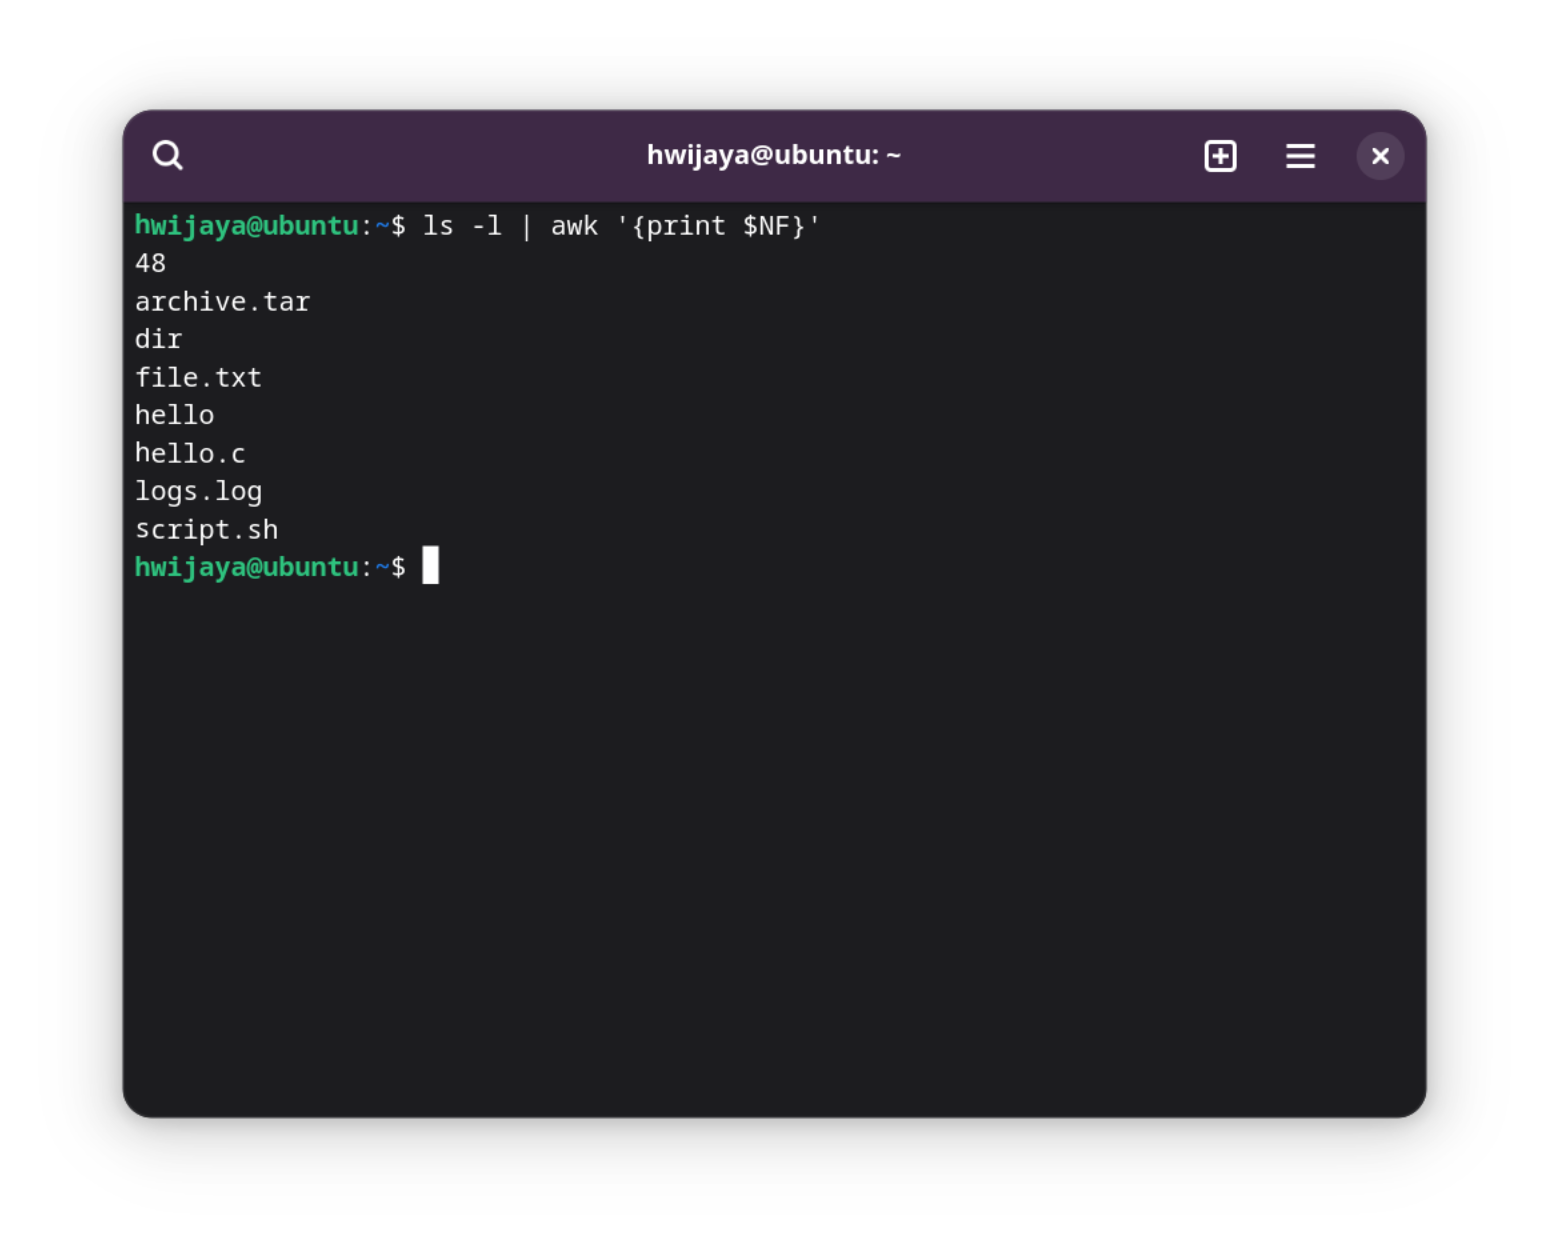 hwijaya@ubuntu: ~
hwijaya@ubuntu:~$ ls -l | awk '{print $NF}'
48
archive.tar
dir
file.txt
hello
hello.c
logs.log
script.sh
hwijaya@ubuntu:~$